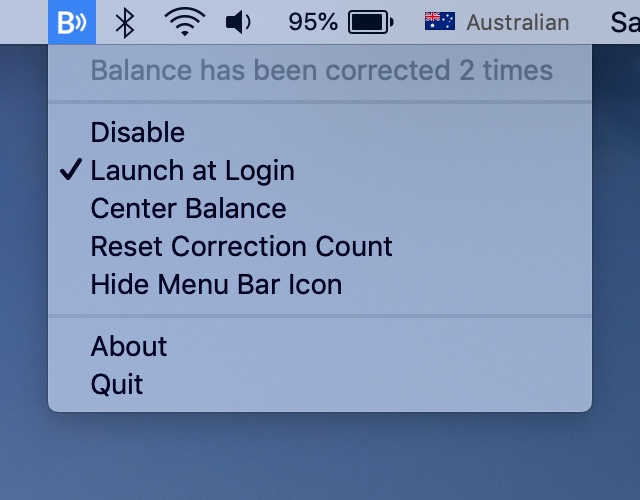 B 95% Australian Sa
Balance has been corrected 2 times
Disable
✓ Launch at Login
Center Balance
Reset Correction Count
Hide Menu Bar Icon
About
Quit